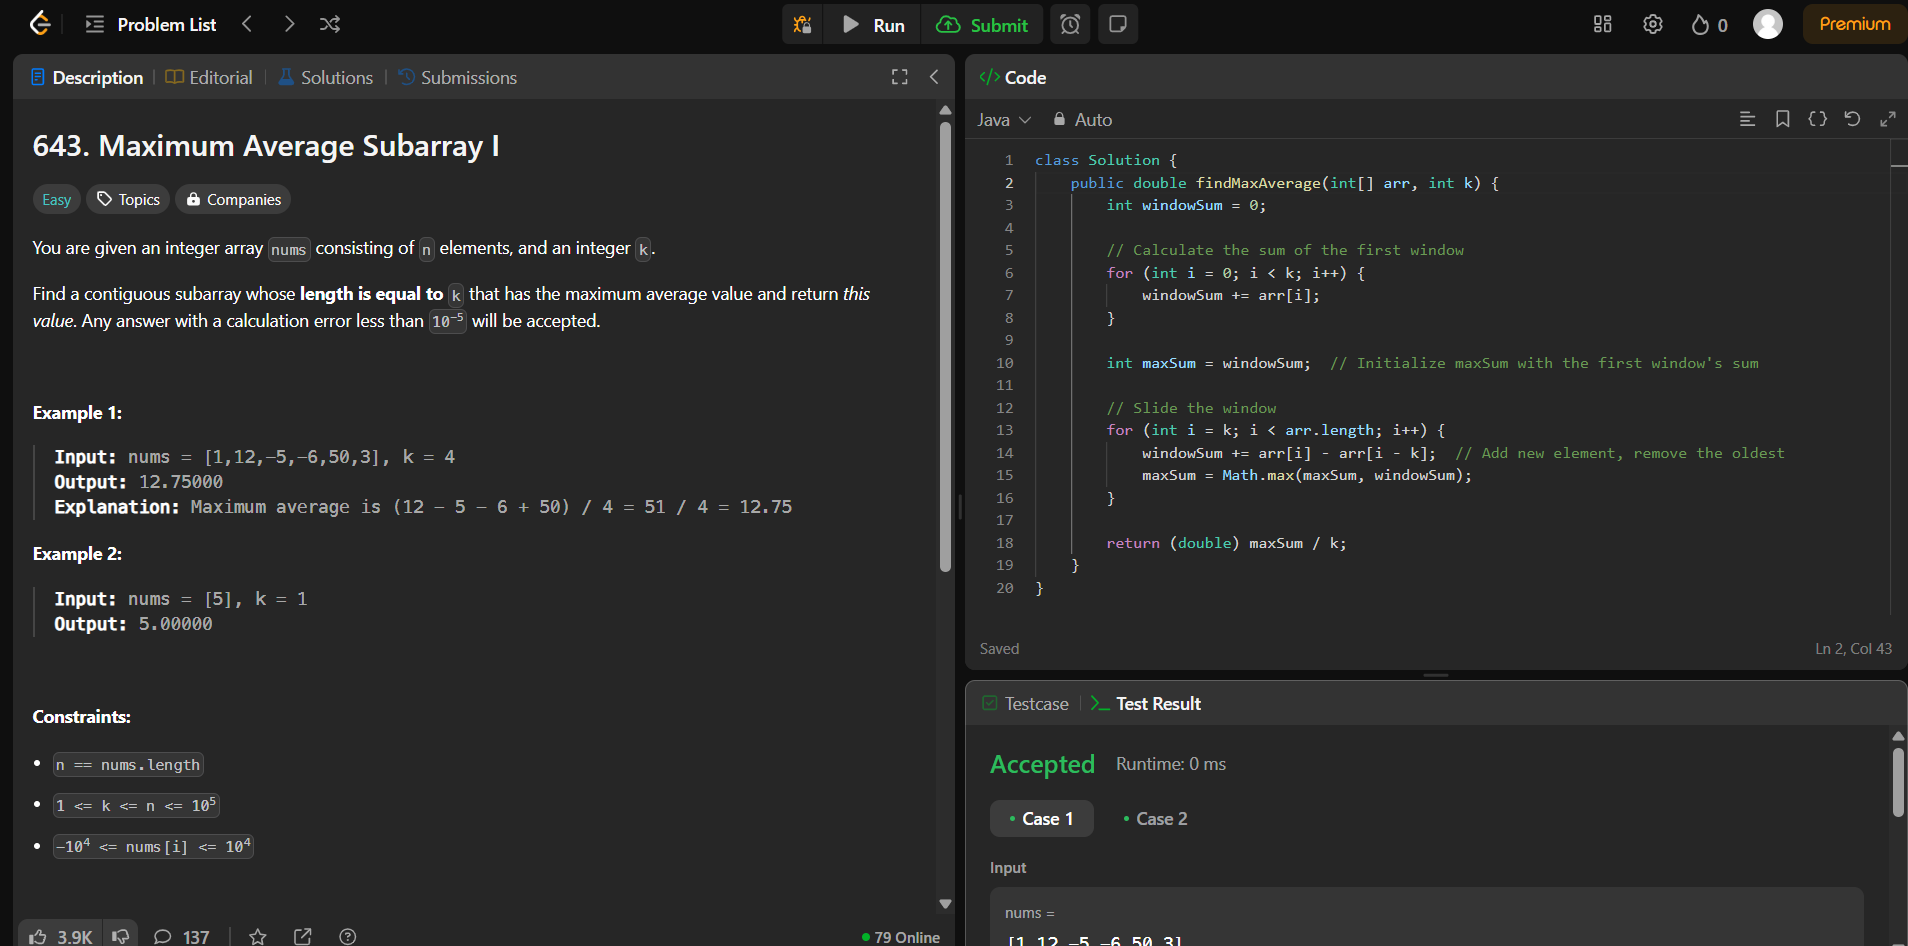 Problem List
Run
Submit
0
Premium
Description
Editorial
Solutions
Submissions
643. Maximum Average Subarray I
Easy
Topics
Companies
You are given an integer array nums consisting of n elements, and an integer k.
Find a contiguous subarray whose length is equal to k that has the maximum average value and return this
value. Any answer with a calculation error less than 10⁻⁵ will be accepted.
Example 1:
Input: nums = [1,12,-5,-6,50,3], k = 4
Output: 12.75000
Explanation: Maximum average is (12 - 5 - 6 + 50) / 4 = 51 / 4 = 12.75
Example 2:
Input: nums = [5], k = 1
Output: 5.00000
Constraints:
n == nums.length
1 <= k <= n <= 10⁵
-10⁴ <= nums[i] <= 10⁴
3.9K
137
79 Online
</> Code
Java
Auto
1 class Solution {
2     public double findMaxAverage(int[] arr, int k) {
3         int windowSum = 0;
4
5         // Calculate the sum of the first window
6         for (int i = 0; i < k; i++) {
7             windowSum += arr[i];
8         }
9
10         int maxSum = windowSum;  // Initialize maxSum with the first window's sum
11
12         // Slide the window
13         for (int i = k; i < arr.length; i++) {
14             windowSum += arr[i] - arr[i - k];  // Add new element, remove the oldest
15             maxSum = Math.max(maxSum, windowSum);
16         }
17
18         return (double) maxSum / k;
19     }
20 }
Saved
Ln 2, Col 43
Testcase
Test Result
Accepted
Runtime: 0 ms
Case 1
Case 2
Input
nums =
[1,12,-5,-6,50,3]